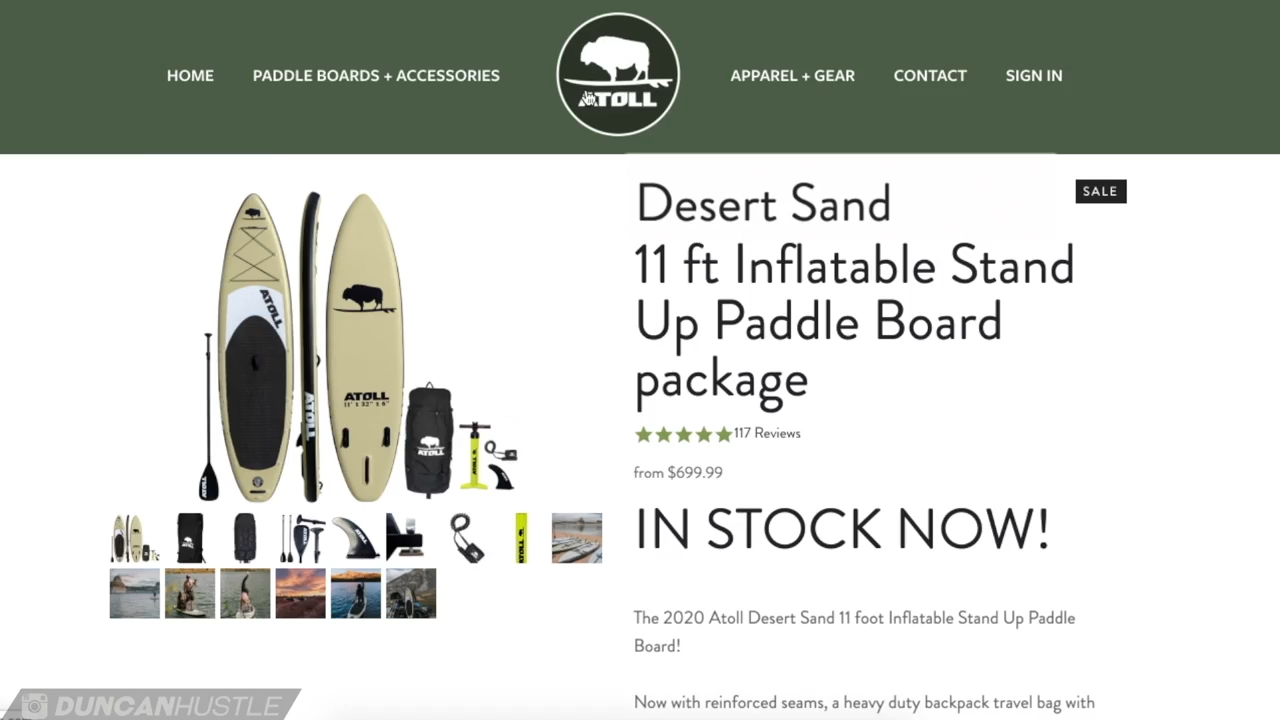 HOME
PADDLE BOARDS + ACCESSORIES
ATOLL
APPAREL + GEAR
CONTACT
SIGN IN
Desert Sand
SALE
11 ft Inflatable Stand
Up Paddle Board
package
117 Reviews
from $699.99
IN STOCK NOW!
The 2020 Atoll Desert Sand 11 foot Inflatable Stand Up Paddle
Board!
Now with reinforced seams, a heavy duty backpack travel bag with
ATOLL
ATOLL
ATOLL
11' x 32" x 6"
ATOLL
ATOLL
ATOLL
DUNCANHUSTLE